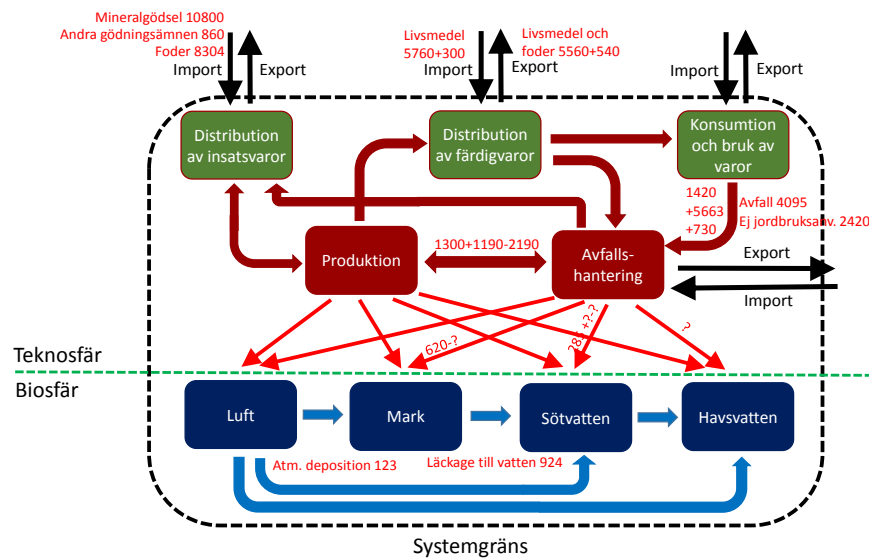 Mineralgödsel 10800
Andra gödningsämnen 860
Foder 8304
Import
Export
Livsmedel
5760+300
Import
Livsmedel och
foder 5560+540
Export
Import
Export
Distribution
av insatsvaror
Distribution
av färdigvaror
Konsumtion
och bruk av
varor
1420
+5663
+730
Avfall 4095
Ej jordbruksanv. 2420
Produktion
1300+1190-2190
Avfalls-
hantering
Export
Import
620-?
285 +?-?
?
Teknosfär
Biosfär
Luft
Mark
Sötvatten
Havsvatten
Atm. deposition 123
Läckage till vatten 924
Systemgräns